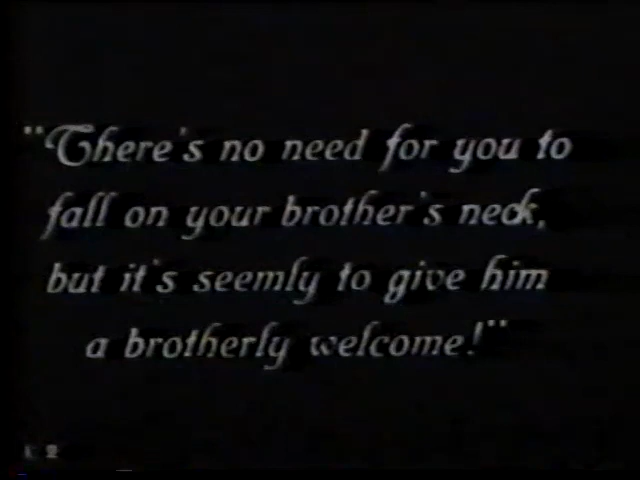 "There's no need for you to
fall on your brother's neck,
but it's seemly to give him
a brotherly welcome!"